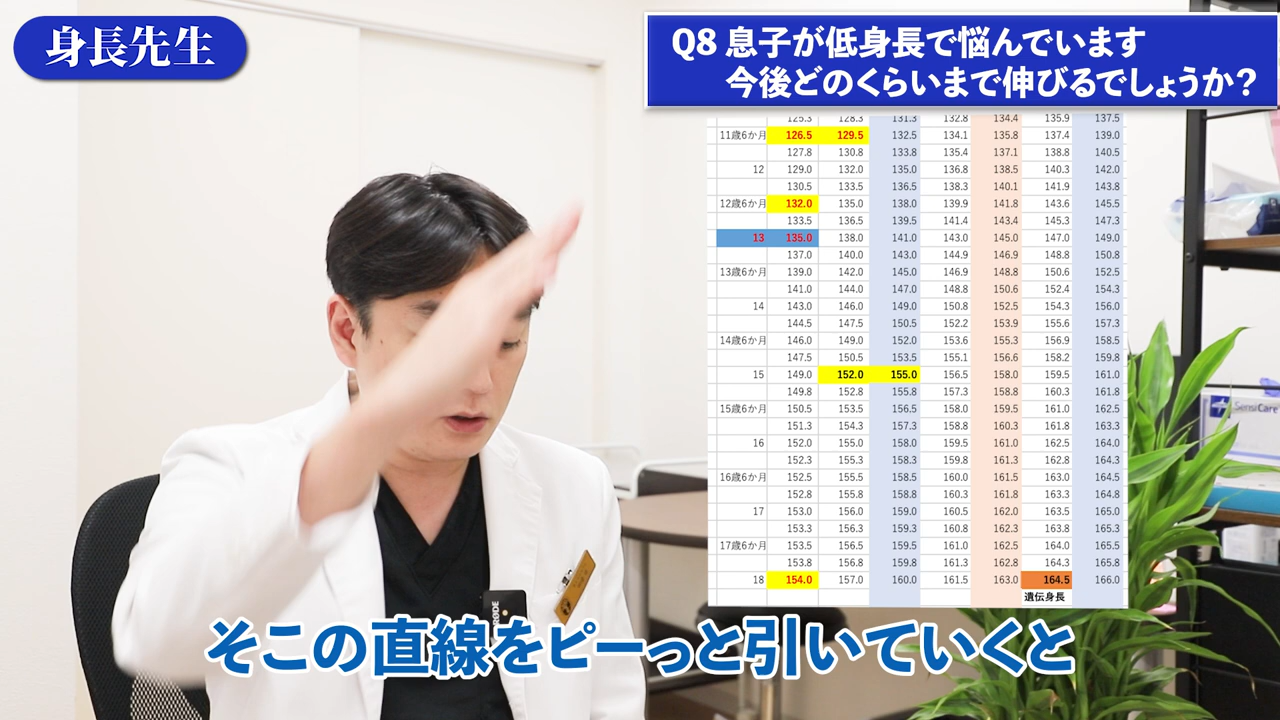 身長先生
Q8 息子が低身長で悩んでいます
今後どのくらいまで伸びるでしょうか?
125.3 128.3 131.3 132.8 134.4 135.9 137.5
11歳6か月 126.5 129.5 132.5 134.1 135.8 137.4 139.0
127.8 130.8 133.8 135.4 137.1 138.8 140.5
12 129.0 132.0 135.0 136.8 138.5 140.3 142.0
130.5 133.5 136.5 138.3 140.1 141.9 143.8
12歳6か月 132.0 135.0 138.0 139.9 141.8 143.6 145.5
133.5 136.5 139.5 141.4 143.4 145.3 147.3
13 135.0 138.0 141.0 143.0 145.0 147.0 149.0
137.0 140.0 143.0 144.9 146.9 148.8 150.8
13歳6か月 139.0 142.0 145.0 146.9 148.8 150.6 152.5
141.0 144.0 147.0 148.8 150.6 152.4 154.3
14 143.0 146.0 149.0 150.8 152.5 154.3 156.0
144.5 147.5 150.5 152.2 153.9 155.6 157.3
14歳6か月 146.0 149.0 152.0 153.6 155.3 156.9 158.5
147.5 150.5 153.5 155.1 156.6 158.2 159.8
15 149.0 152.0 155.0 156.5 158.0 159.5 161.0
149.8 152.8 155.8 157.3 158.8 160.3 161.8
15歳6か月 150.5 153.5 156.5 158.0 159.5 161.0 162.5
151.3 154.3 157.3 158.8 160.3 161.8 163.3
16 152.0 155.0 158.0 159.5 161.0 162.5 164.0
152.3 155.3 158.3 159.8 161.3 162.8 164.3
16歳6か月 152.5 155.5 158.5 160.0 161.5 163.0 164.5
152.8 155.8 158.8 160.3 161.8 163.3 164.8
17 153.0 156.0 159.0 160.5 162.0 163.5 165.0
153.3 156.3 159.3 160.8 162.3 163.8 165.3
17歳6か月 153.5 156.5 159.5 161.0 162.5 164.0 165.5
153.8 156.8 159.8 161.3 162.8 164.3 165.8
18 154.0 157.0 160.0 161.5 163.0 164.5 166.0
遺伝身長
SensiCare
RØDE
そこの直線をピーっと引いていくと